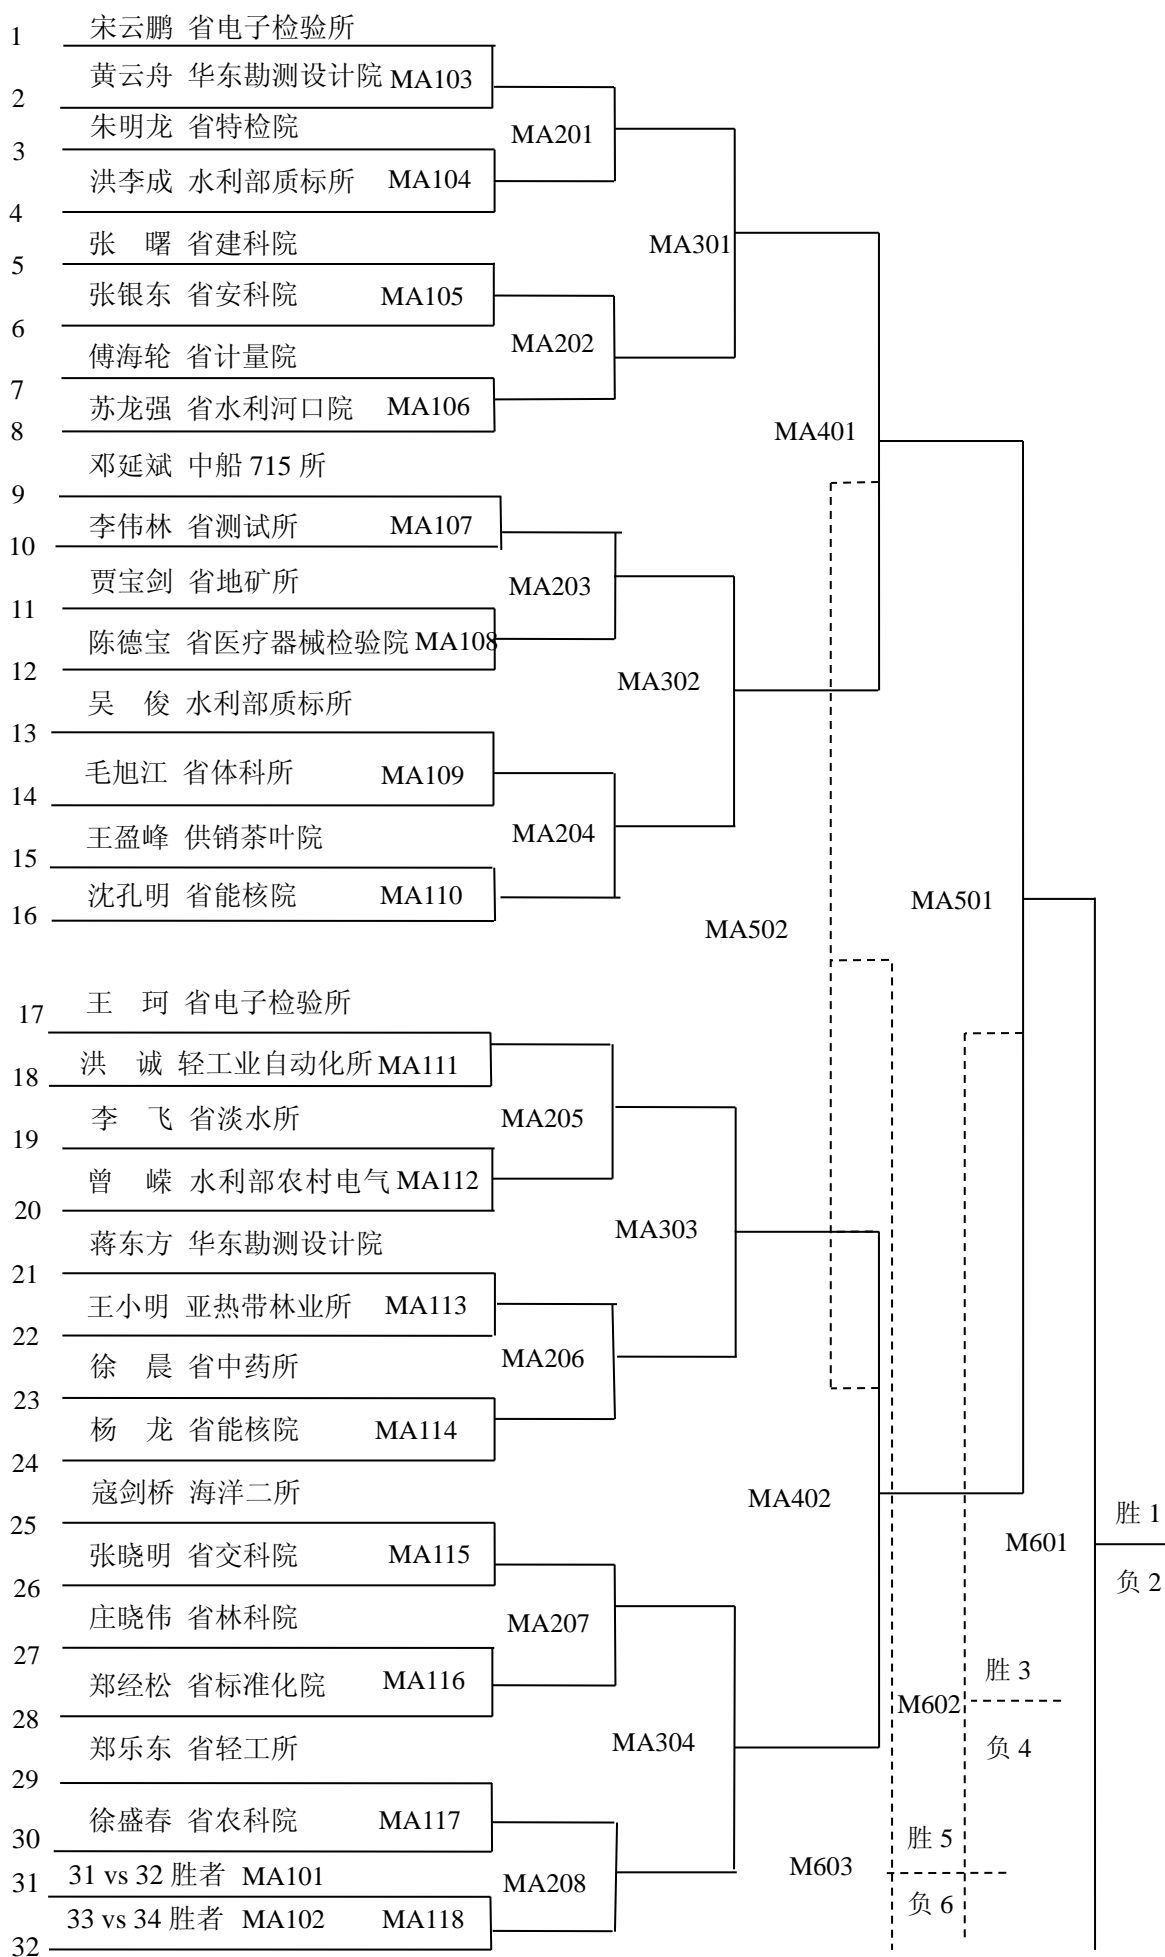 1 宋云鹏 省电子检验所
2 黄云舟 华东勘测设计院 MA103
MA201
3 朱明龙 省特检院
4 洪李成 水利部质标所 MA104
MA301
5 张 曙 省建科院
6 张银东 省安科院 MA105
MA202
7 傅海轮 省计量院
8 苏龙强 省水利河口院 MA106
MA401
9 邓延斌 中船 715 所
10 李伟林 省测试所 MA107
MA203
11 贾宝剑 省地矿所
12 陈德宝 省医疗器械检验院 MA108
MA302
13 吴 俊 水利部质标所
14 毛旭江 省体科所 MA109
MA204
15 王盈峰 供销茶叶院
16 沈孔明 省能核院 MA110
MA501
MA502
17 王 珂 省电子检验所
18 洪 诚 轻工业自动化所 MA111
MA205
19 李 飞 省淡水所
20 曾 嵘 水利部农村电气 MA112
MA303
21 蒋东方 华东勘测设计院
22 王小明 亚热带林业所 MA113
MA206
23 徐 晨 省中药所
24 杨 龙 省能核院 MA114
MA402
25 寇剑桥 海洋二所
26 张晓明 省交科院 MA115
M601
胜 1
负 2
MA207
27 庄晓伟 省林科院
28 郑经松 省标准化院 MA116
M602
胜 3
负 4
MA304
29 郑乐东 省轻工所
30 徐盛春 省农科院 MA117
M603
胜 5
负 6
MA208
31 31 vs 32 胜者 MA101
32 33 vs 34 胜者 MA102 MA118